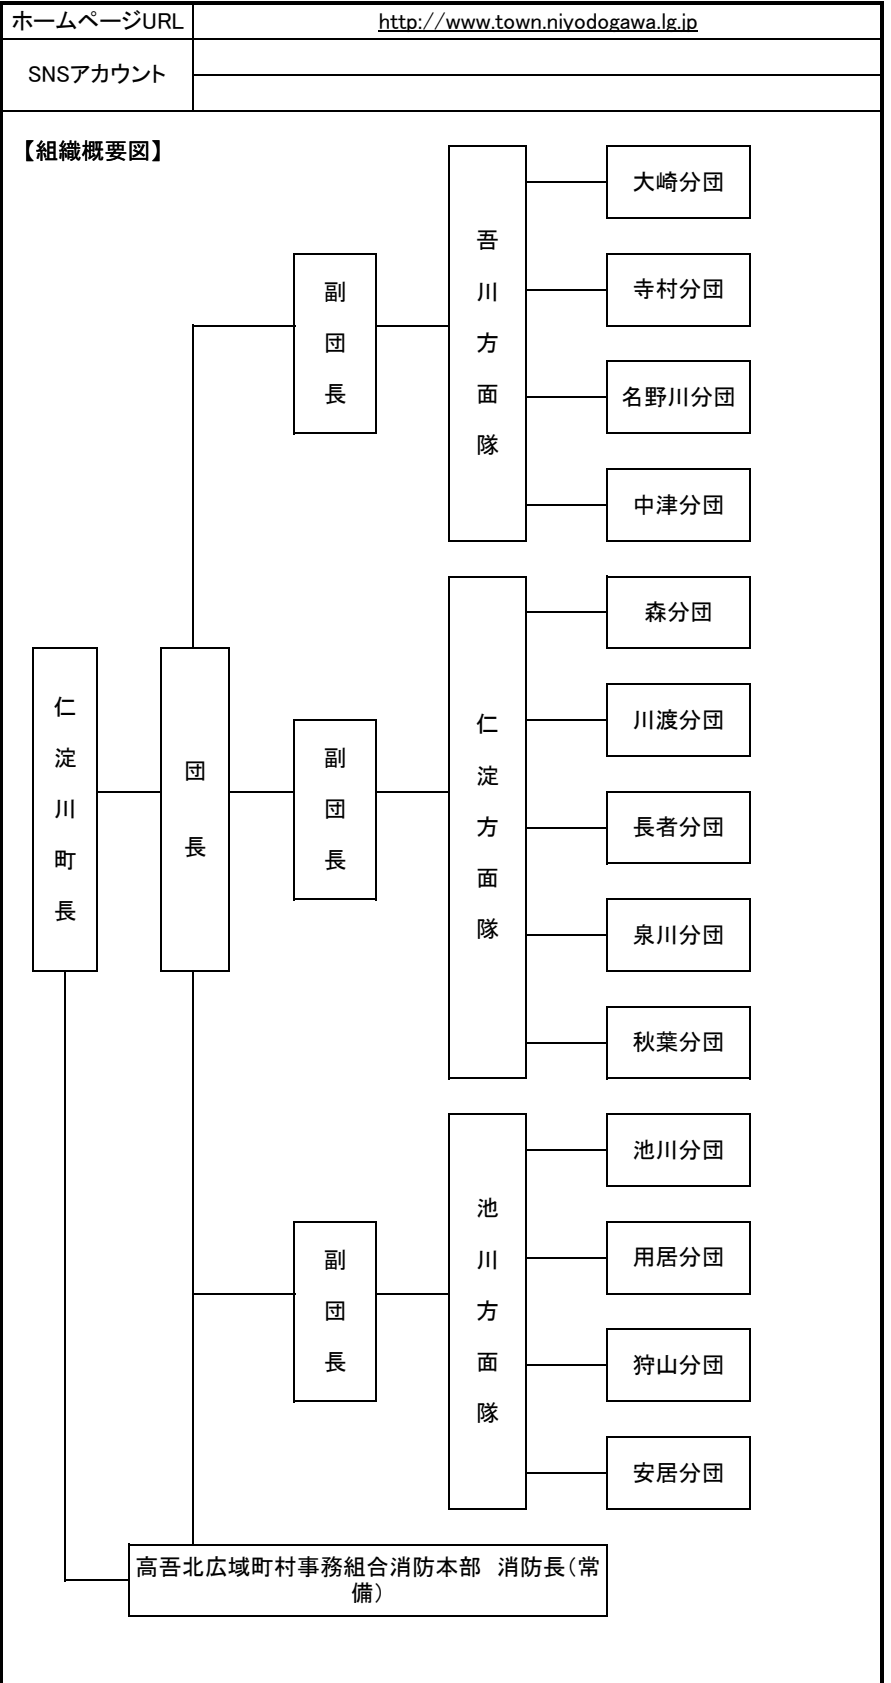 ホームページURL
http://www.town.niyodogawa.lg.jp
SNSアカウント
【組織概要図】
仁淀川町長
団長
副団長
吾川方面隊
大崎分団
寺村分団
名野川分団
中津分団
副団長
仁淀方面隊
森分団
川渡分団
長者分団
泉川分団
秋葉分団
副団長
池川方面隊
池川分団
用居分団
狩山分団
安居分団
高吾北広域町村事務組合消防本部　消防長（常
備）